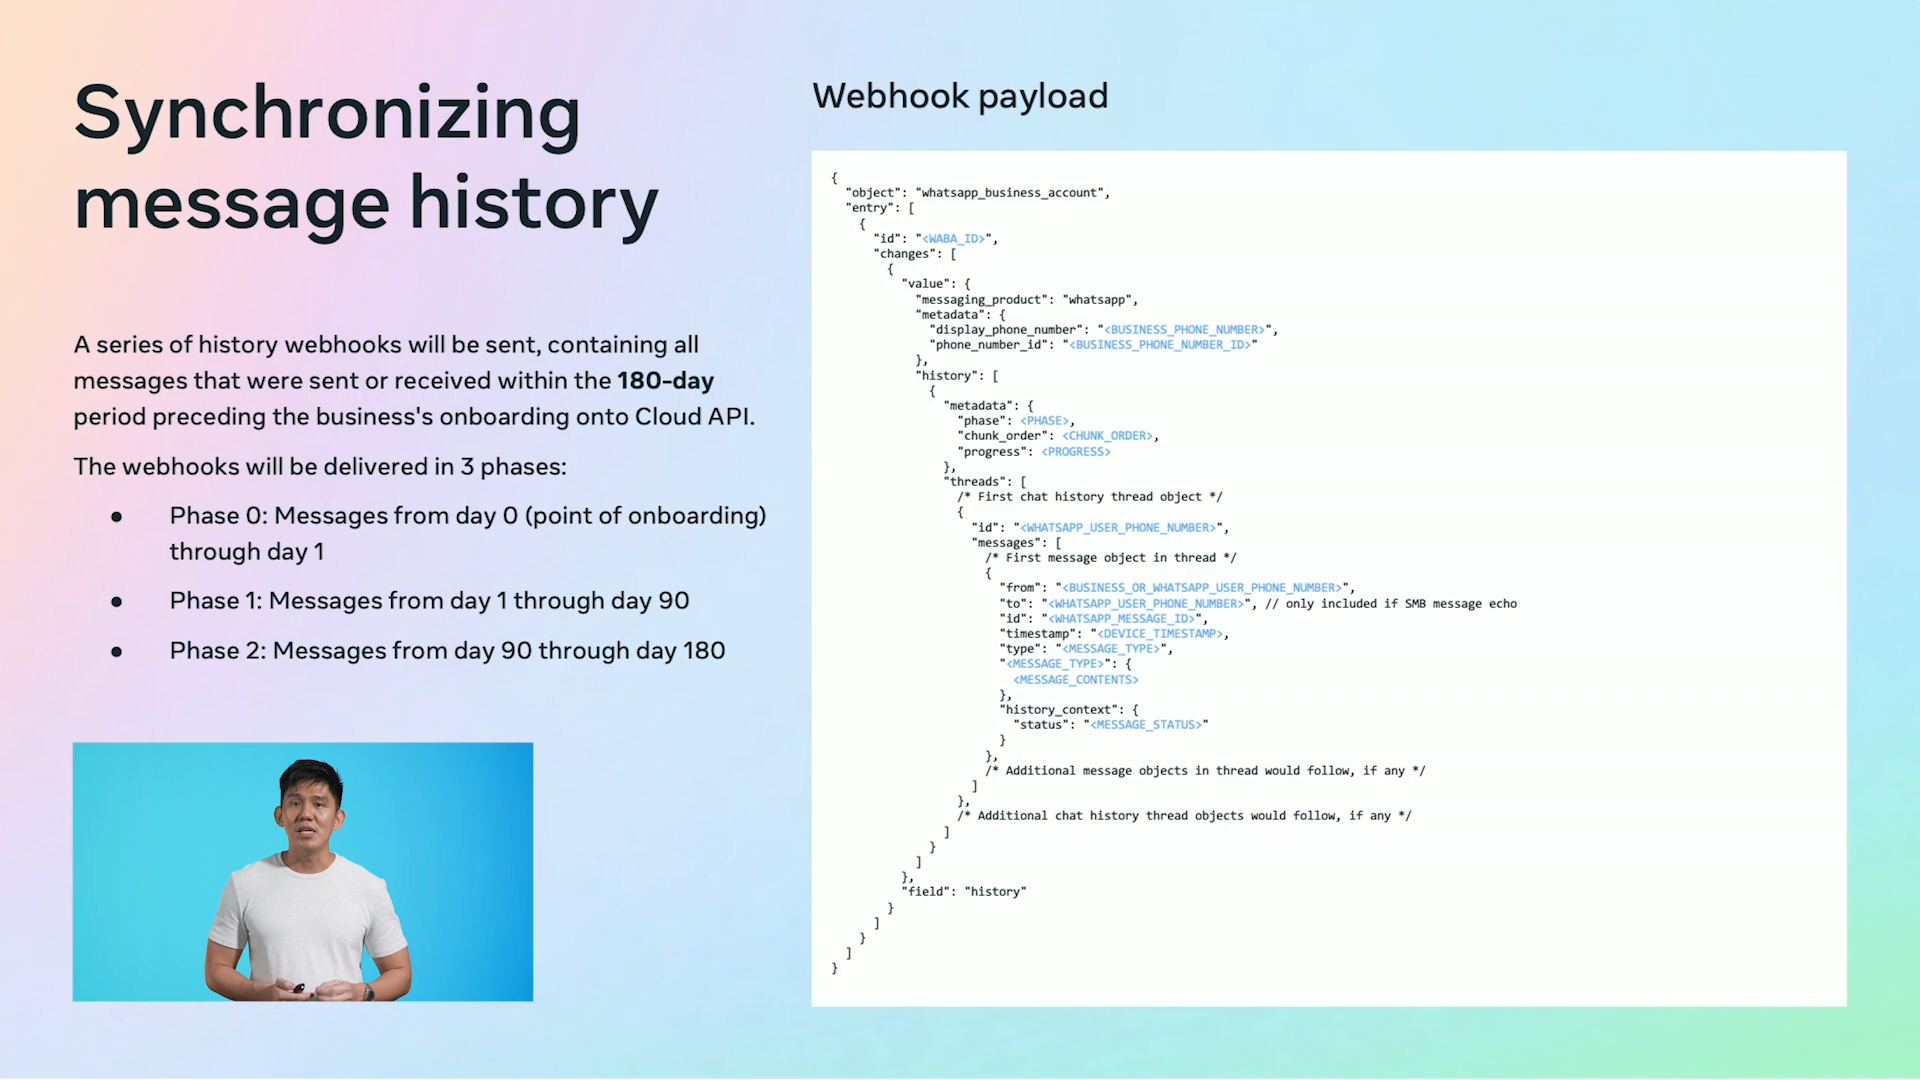 Synchronizing
message history
A series of history webhooks will be sent, containing all
messages that were sent or received within the 180-day
period preceding the business's onboarding onto Cloud API.
The webhooks will be delivered in 3 phases:
● Phase 0: Messages from day 0 (point of onboarding)
through day 1
● Phase 1: Messages from day 1 through day 90
● Phase 2: Messages from day 90 through day 180
Webhook payload
{
"object": "whatsapp_business_account",
"entry": [
{
"id": "<WABA_ID>",
"changes": [
{
"value": {
"messaging_product": "whatsapp",
"metadata": {
"display_phone_number": "<BUSINESS_PHONE_NUMBER>",
"phone_number_id": "<BUSINESS_PHONE_NUMBER_ID>"
},
"history": [
{
"metadata": {
"phase": <PHASE>,
"chunk_order": <CHUNK_ORDER>,
"progress": <PROGRESS>
},
"threads": [
/* First chat history thread object */
{
"id": "<WHATSAPP_USER_PHONE_NUMBER>",
"messages": [
/* First message object in thread */
{
"from": "<BUSINESS_OR_WHATSAPP_USER_PHONE_NUMBER>",
"to": "<WHATSAPP_USER_PHONE_NUMBER>", // only included if SMB message echo
"id": "<WHATSAPP_MESSAGE_ID>",
"timestamp": "<DEVICE_TIMESTAMP>,
"type": "<MESSAGE_TYPE>",
"<MESSAGE_TYPE>": {
<MESSAGE_CONTENTS>
},
"history_context": {
"status": "<MESSAGE_STATUS>"
}
},
/* Additional message objects in thread would follow, if any */
]
},
/* Additional chat history thread objects would follow, if any */
]
}
]
},
"field": "history"
}
]
}
]
}